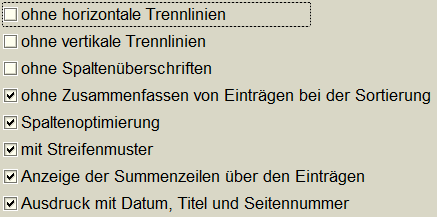 ohne horizontale Trennlinien
ohne vertikale Trennlinien
ohne Spaltenüberschriften
ohne Zusammenfassen von Einträgen bei der Sortierung
Spaltenoptimierung
mit Streifenmuster
Anzeige der Summenzeilen über den Einträgen
Ausdruck mit Datum, Titel und Seitennummer